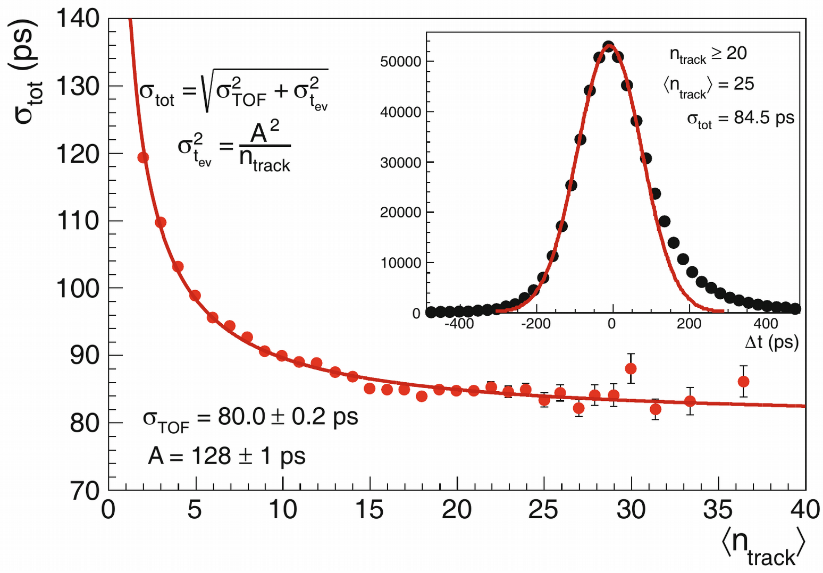 σtot (ps)
140
130
120
110
100
90
80
70
0 5 10 15 20 25 30 35 40
⟨ntrack⟩
σtot = √(σ²TOF + σ²tev)
σ²tev = A² / ntrack
σTOF = 80.0 ± 0.2 ps
A = 128 ± 1 ps
50000
40000
30000
20000
10000
0
-400 -200 0 200 400
Δt (ps)
ntrack ≥ 20
⟨ntrack⟩ = 25
σtot = 84.5 ps